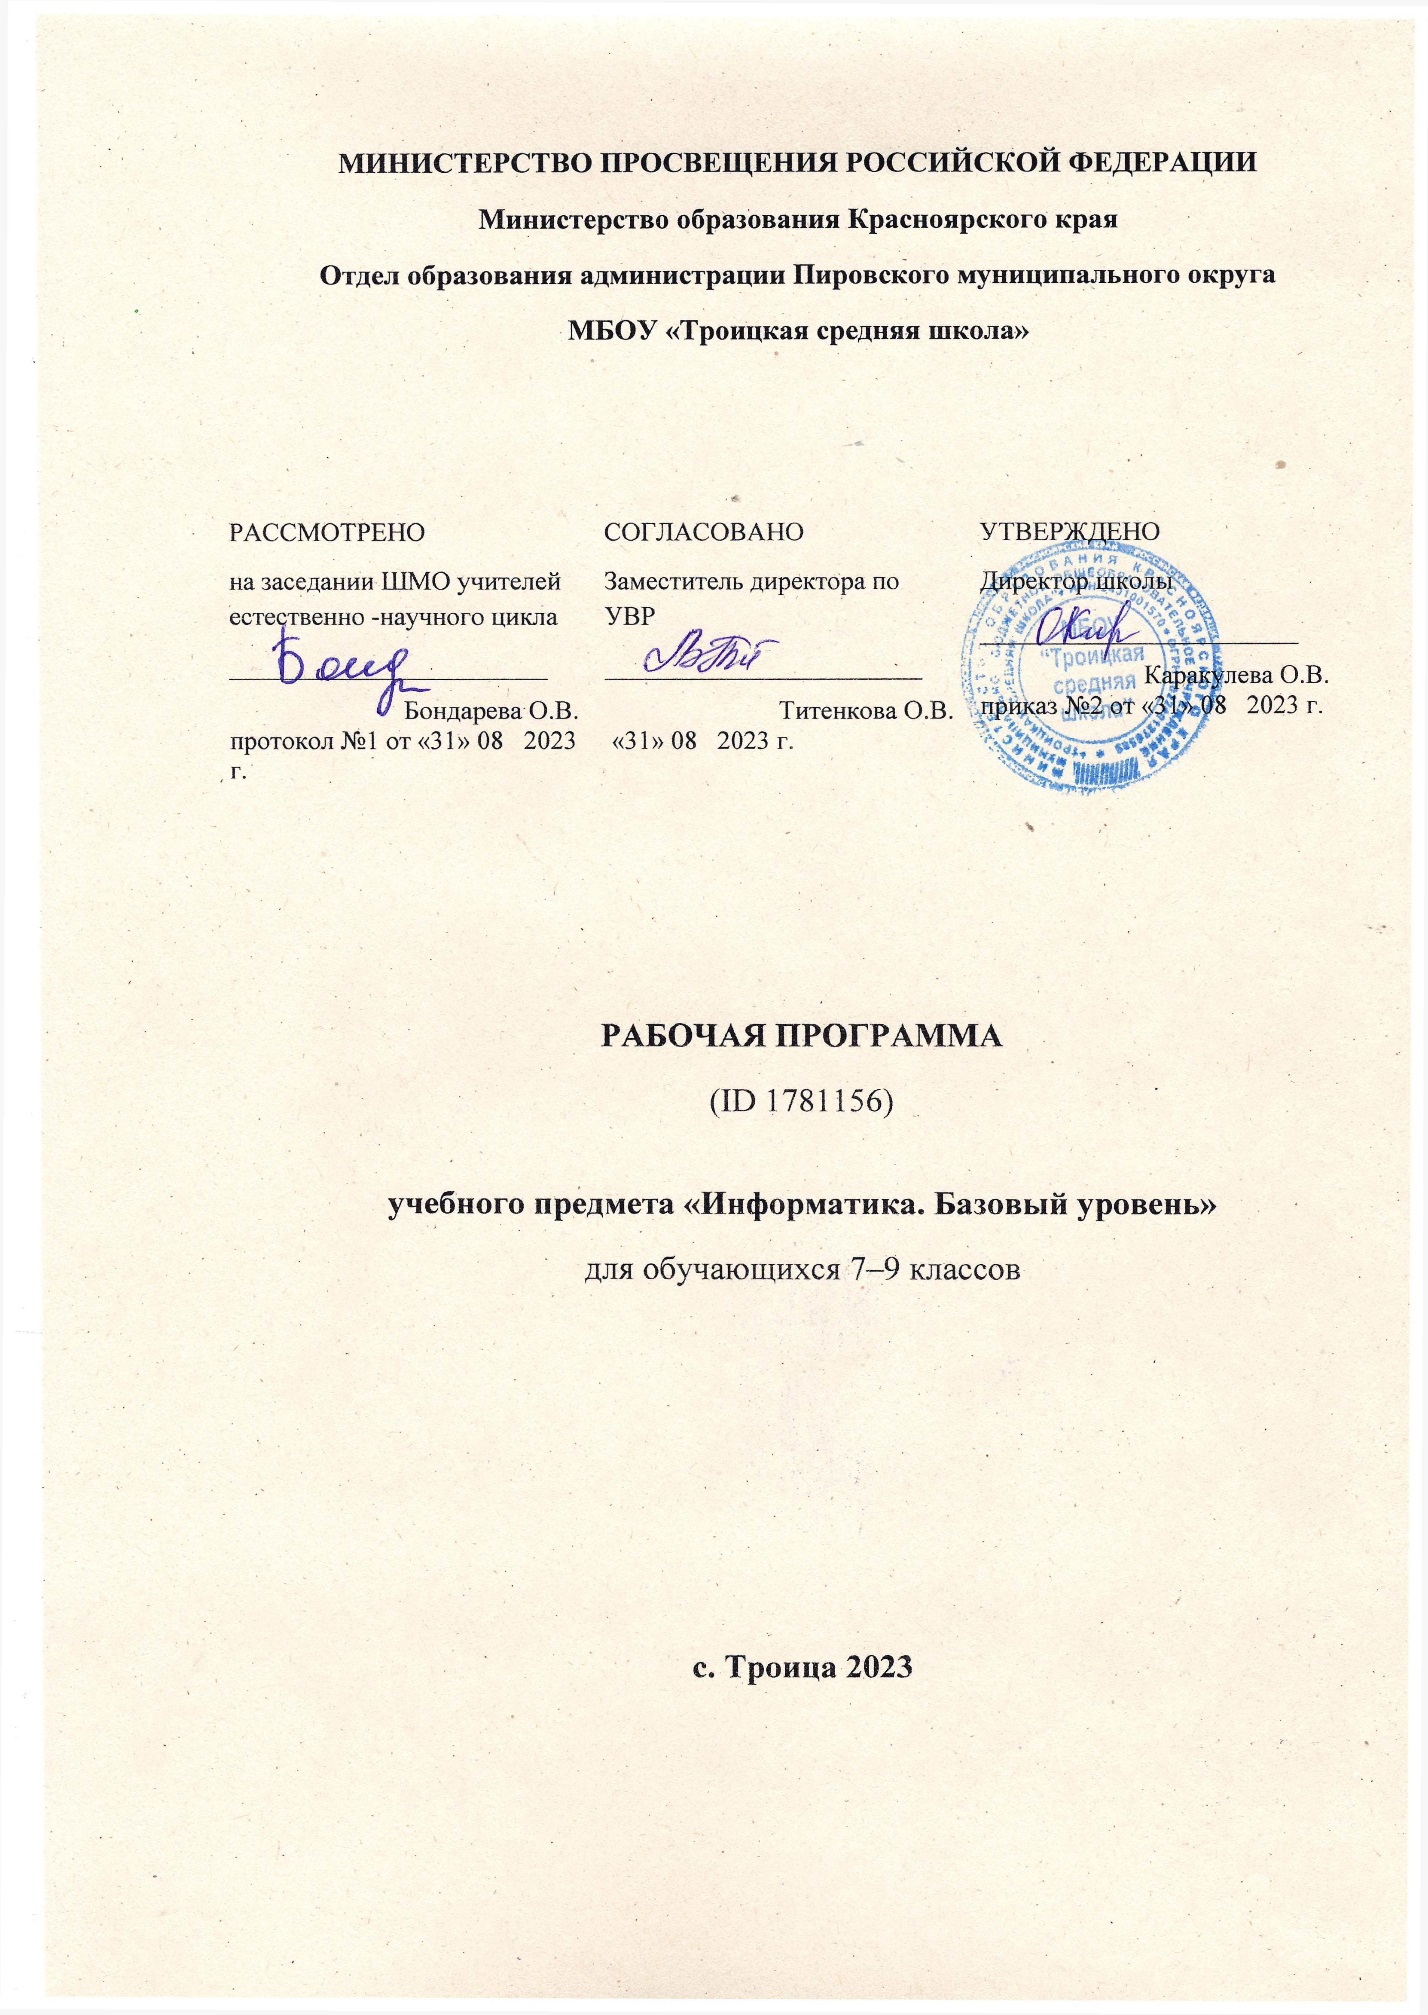 МИНИСТЕРСТВО ПРОСВЕЩЕНИЯ РОССИЙСКОЙ ФЕДЕРАЦИИ
Министерство образования Красноярского края
Отдел образования администрации Пировского муниципального округа
МБОУ «Троицкая средняя школа»
РАССМОТРЕНО
на заседании ШМО учителей
естественно -научного цикла
Бонд
Бондарева О.В.
протокол №1 от «31» 08 2023
г.
СОГЛАСОВАНО
Заместитель директора по
УВР
Титенкова О.В.
«31» 08 2023 г.
УТВЕРЖДЕНО
Директор школы
Каракулева О.В.
приказ №2 от «31» 08 2023 г.
МБОУ
"Троицкая
средняя
школа"
РАБОЧАЯ ПРОГРАММА
(ID 1781156)
учебного предмета «Информатика. Базовый уровень»
для обучающихся 7–9 классов
с. Троица 2023